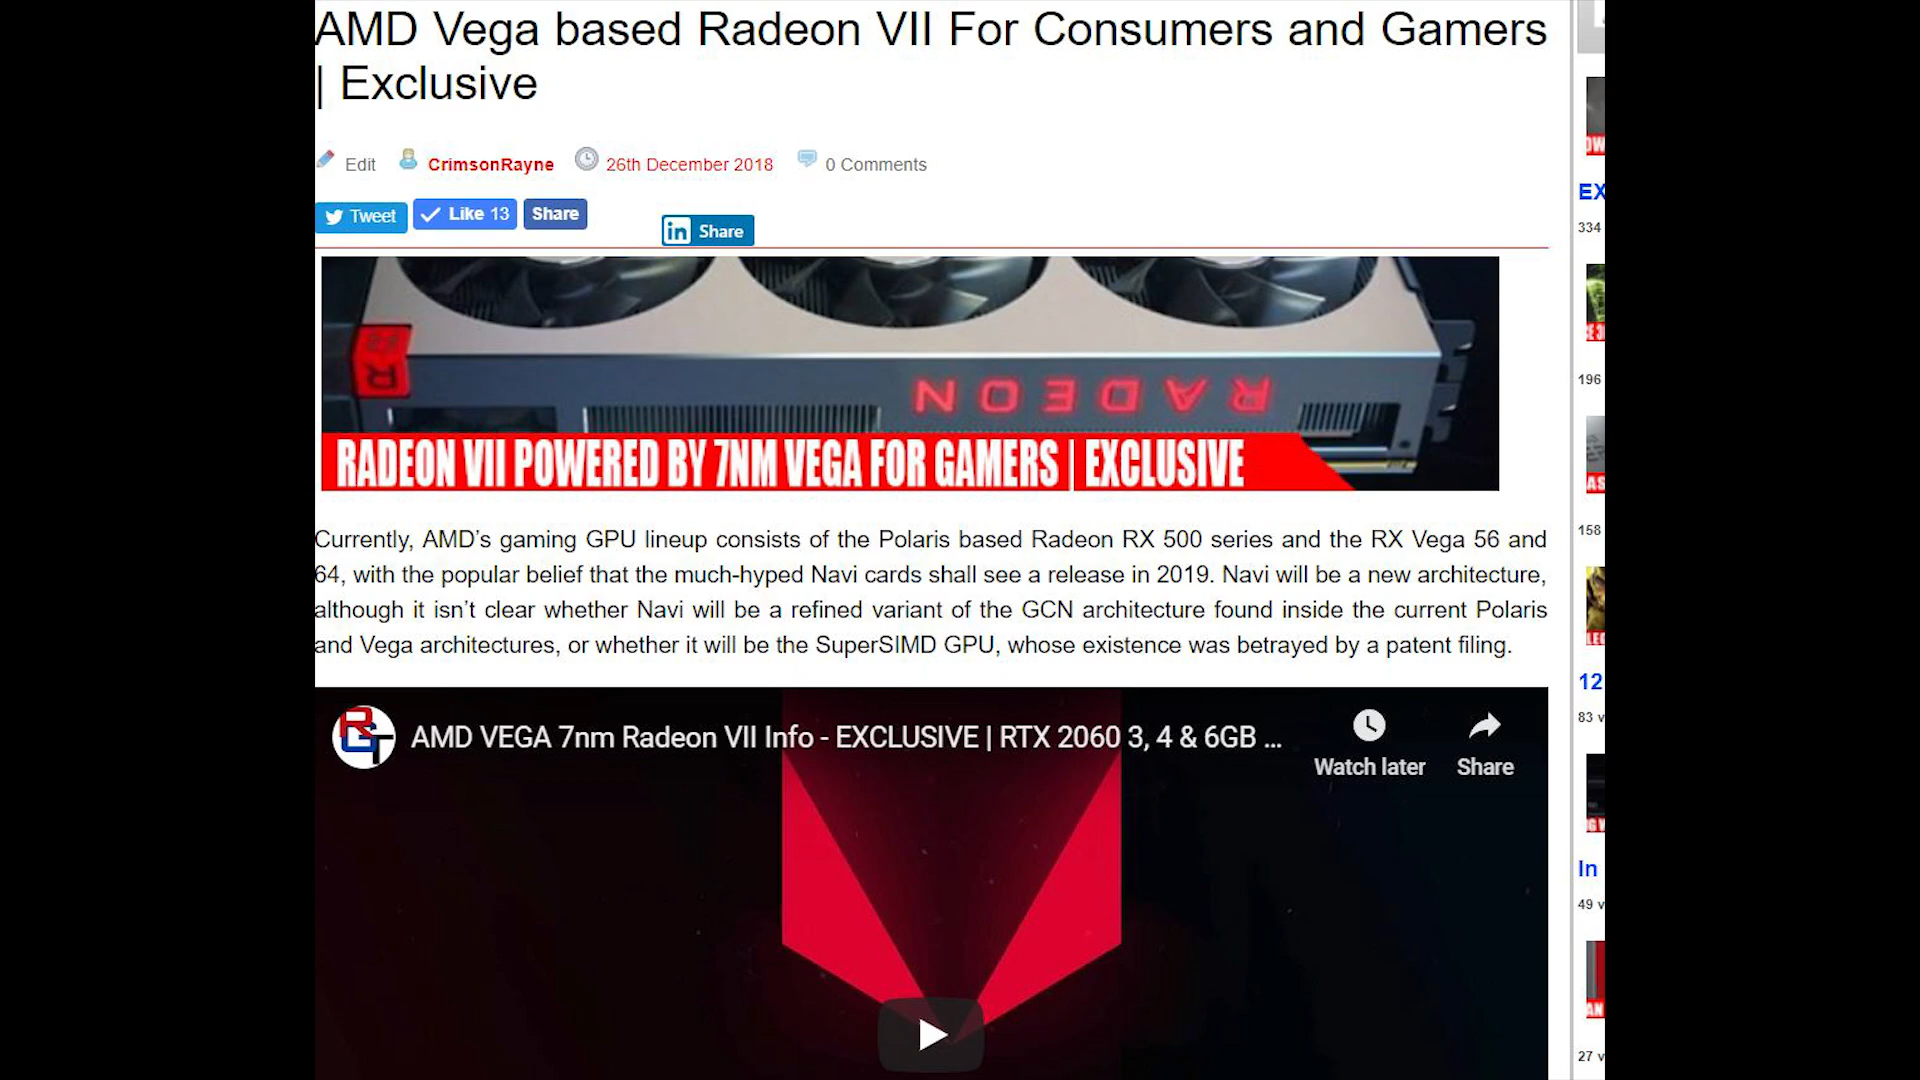 AMD Vega based Radeon VII For Consumers and Gamers
| Exclusive
Edit CrimsonRayne 26th December 2018 0 Comments
Tweet Like 13 Share
in Share
RADEON
RADEON VII POWERED BY 7NM VEGA FOR GAMERS | EXCLUSIVE
Currently, AMD’s gaming GPU lineup consists of the Polaris based Radeon RX 500 series and the RX Vega 56 and
64, with the popular belief that the much-hyped Navi cards shall see a release in 2019. Navi will be a new architecture,
although it isn’t clear whether Navi will be a refined variant of the GCN architecture found inside the current Polaris
and Vega architectures, or whether it will be the SuperSIMD GPU, whose existence was betrayed by a patent filing.
RGT AMD VEGA 7nm Radeon VII Info - EXCLUSIVE | RTX 2060 3, 4 & 6GB ...
Watch later Share
EX
334
196
158
12
83 v
In
49 v
27 v